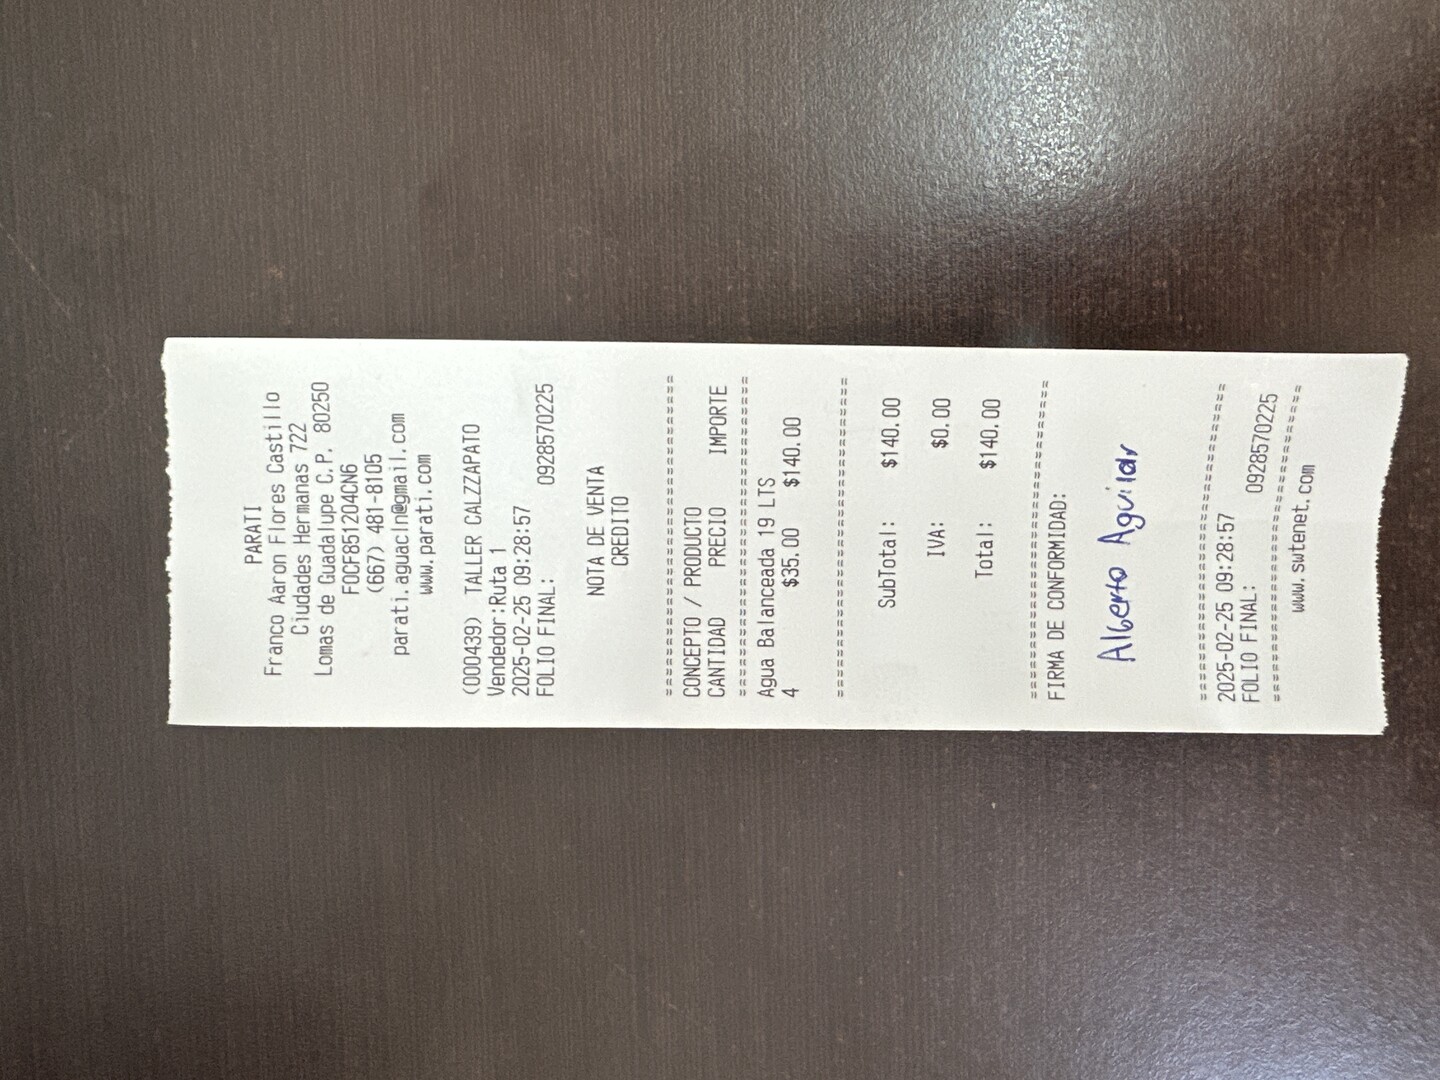 PARATI
Franco Aaron Flores Castillo
Ciudades Hermanas 722
Lomas de Guadalupe C.P. 80250
FOCF851204CN6
(667) 481-8105
parati.aguacln@gmail.com
www.parati.com
(000439) TALLER CALZZAPATO
Vendedor:Ruta 1
2025-02-25 09:28:57
FOLIO FINAL: 0928570225
NOTA DE VENTA
CREDITO
==============================
CONCEPTO / PRODUCTO
CANTIDAD PRECIO IMPORTE
==============================
Agua Balanceada 19 LTS
4 $35.00 $140.00
==============================
SubTotal: $140.00
IVA: $0.00
Total: $140.00
==============================
FIRMA DE CONFORMIDAD:
Alberto Aguilar
==============================
2025-02-25 09:28:57
FOLIO FINAL: 0928570225
==============================
www.swtenet.com